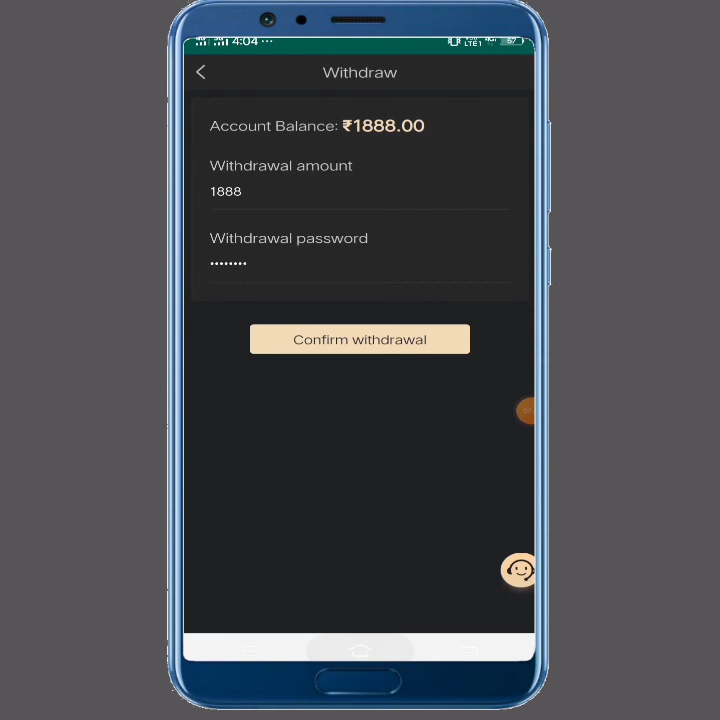 4:04 ...
Withdraw
Account Balance: ₹1888.00
Withdrawal amount
1888
Withdrawal password
••••••••
Confirm withdrawal